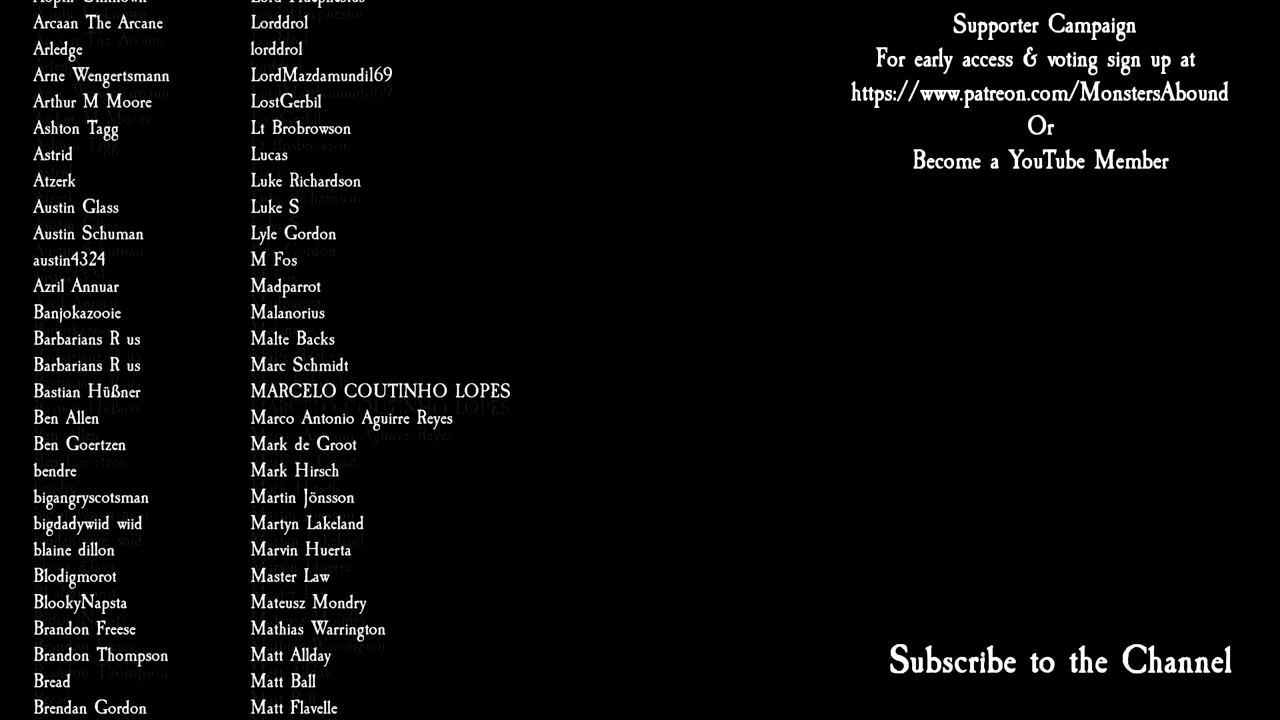 Arcaan The Arcane
Arledge
Arne Wengertsmann
Arthur M Moore
Ashton Tagg
Astrid
Atzerk
Austin Glass
Austin Schuman
austin4324
Azril Annuar
Banjokazooie
Barbarians R us
Barbarians R us
Bastian Hüßner
Ben Allen
Ben Goertzen
bendre
bigangryscotsman
bigdadywiid wiid
blaine dillon
Blodigmorot
BlookyNapsta
Brandon Freese
Brandon Thompson
Bread
Brendan Gordon
Lorddrol
lorddrol
LordMazdamundi169
LostGerbil
Lt Brobrowson
Lucas
Luke Richardson
Luke S
Lyle Gordon
M Fos
Madparrot
Malanorius
Malte Backs
Marc Schmidt
MARCELO COUTINHO LOPES
Marco Antonio Aguirre Reyes
Mark de Groot
Mark Hirsch
Martin Jönsson
Martyn Lakeland
Marvin Huerta
Master Law
Mateusz Mondry
Mathias Warrington
Matt Allday
Matt Ball
Matt Flavelle
Supporter Campaign
For early access & voting sign up at
https://www.patreon.com/MonstersAbound
Or
Become a YouTube Member
Subscribe to the Channel